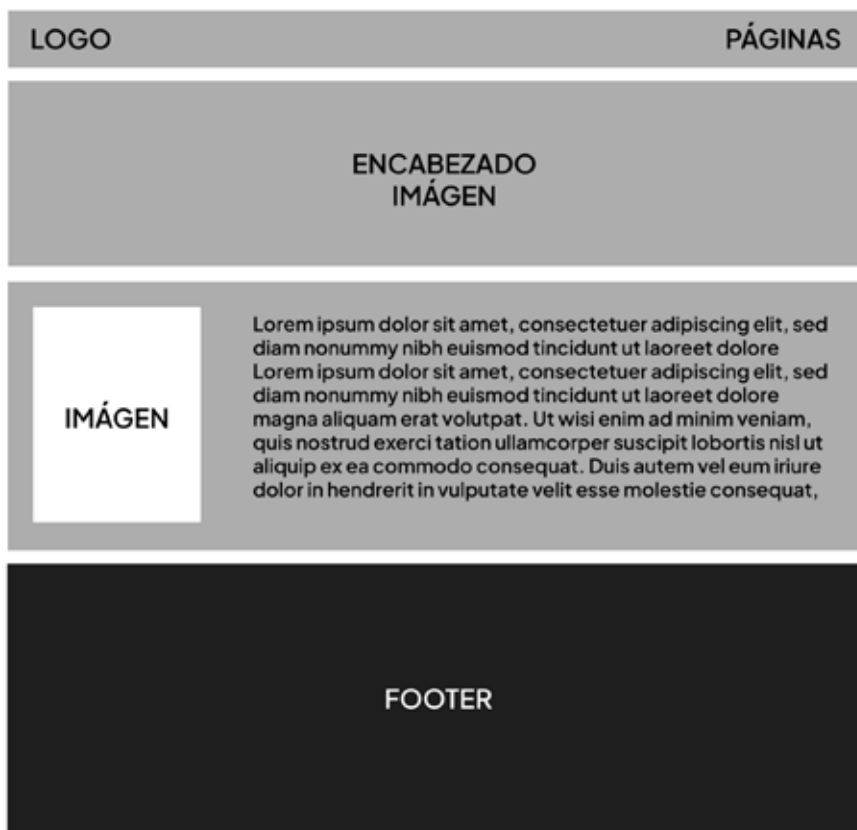 LOGO
PÁGINAS
ENCABEZADO
IMÁGEN
IMÁGEN
Lorem ipsum dolor sit amet, consectetuer adipiscing elit, sed
diam nonummy nibh euismod tincidunt ut laoreet dolore
Lorem ipsum dolor sit amet, consectetuer adipiscing elit, sed
diam nonummy nibh euismod tincidunt ut laoreet dolore
magna aliquam erat volutpat. Ut wisi enim ad minim veniam,
quis nostrud exerci tation ullamcorper suscipit lobortis nisl ut
aliquip ex ea commodo consequat. Duis autem vel eum iriure
dolor in hendrerit in vulputate velit esse molestie consequat,
FOOTER